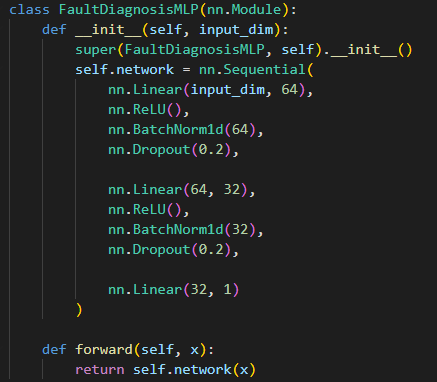 class FaultDiagnosisMLP(nn.Module):
    def __init__(self, input_dim):
        super(FaultDiagnosisMLP, self).__init__()
        self.network = nn.Sequential(
            nn.Linear(input_dim, 64),
            nn.ReLU(),
            nn.BatchNorm1d(64),
            nn.Dropout(0.2),

            nn.Linear(64, 32),
            nn.ReLU(),
            nn.BatchNorm1d(32),
            nn.Dropout(0.2),

            nn.Linear(32, 1)
        )

    def forward(self, x):
        return self.network(x)